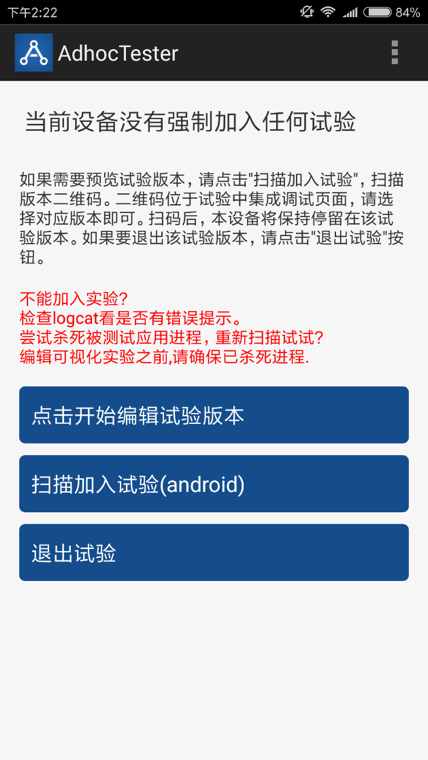 下午2:22
84%
AdhocTester
当前设备没有强制加入任何试验
如果需要预览试验版本，请点击"扫描加入试验"，扫描
版本二维码。二维码位于试验中集成调试页面，请选
择对应版本即可。扫码后，本设备将保持停留在该试
验版本。如果要退出该试验版本，请点击"退出试验"按
钮。
不能加入实验?
检查logcat看是否有错误提示。
尝试杀死被测试应用进程，重新扫描试试?
编辑可视化实验之前,请确保已杀死进程.
点击开始编辑试验版本
扫描加入试验(android)
退出试验